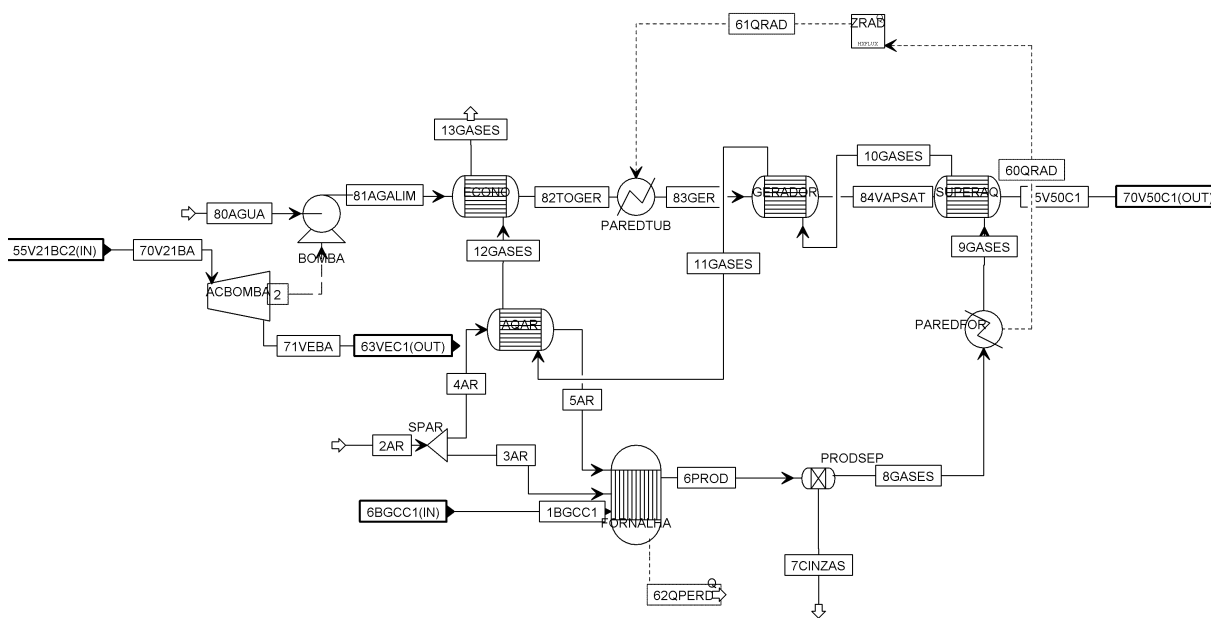 61QRAD
ZRAD
Q
HXFLUX
13GASES
10GASES
60QRAD
81AGALIM
ECONO
82TOGER
83GER
GERADOR
84VAPSAT
SUPERAQ
5V50C1
70V50C1(OUT)
80AGUA
PAREDTUB
55V21BC2(IN)
70V21BA
BOMBA
12GASES
11GASES
9GASES
ACBOMBA
2
AQAR
PAREDFOR
71VEBA
63VEC1(OUT)
4AR
5AR
SPAR
2AR
3AR
6PROD
PRODSEP
8GASES
6BGCC1(IN)
1BGCC1
FORNALHA
7CINZAS
Q
62QPERD